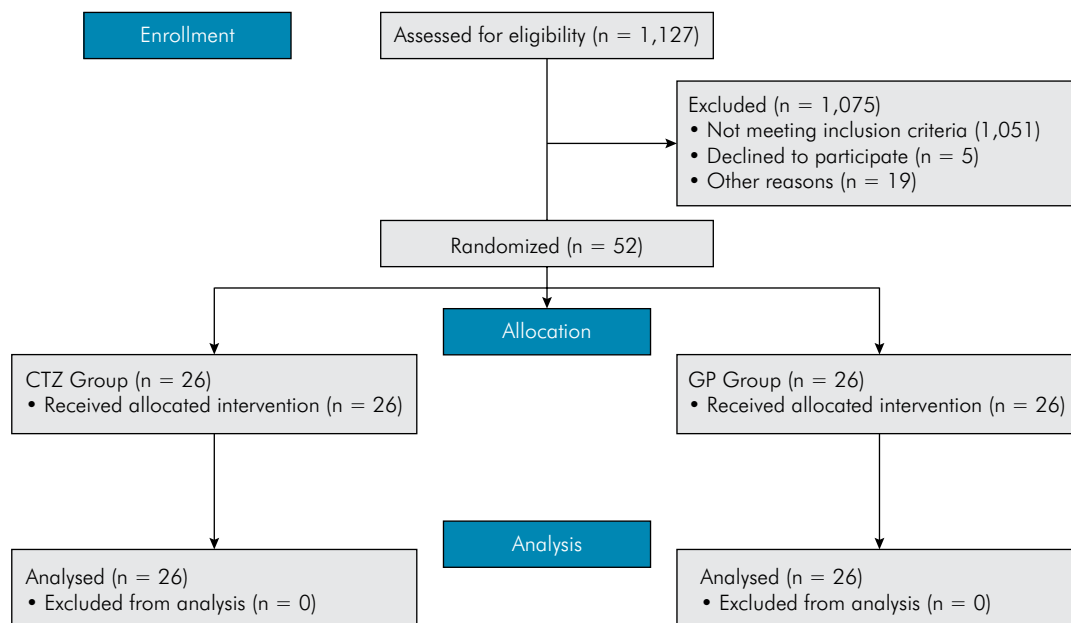 Enrollment
Assessed for eligibility (n = 1,127)
Excluded (n = 1,075)
• Not meeting inclusion criteria (1,051)
• Declined to participate (n = 5)
• Other reasons (n = 19)
Randomized (n = 52)
Allocation
CTZ Group (n = 26)
• Received allocated intervention (n = 26)
GP Group (n = 26)
• Received allocated intervention (n = 26)
Analysis
Analysed (n = 26)
• Excluded from analysis (n = 0)
Analysed (n = 26)
• Excluded from analysis (n = 0)